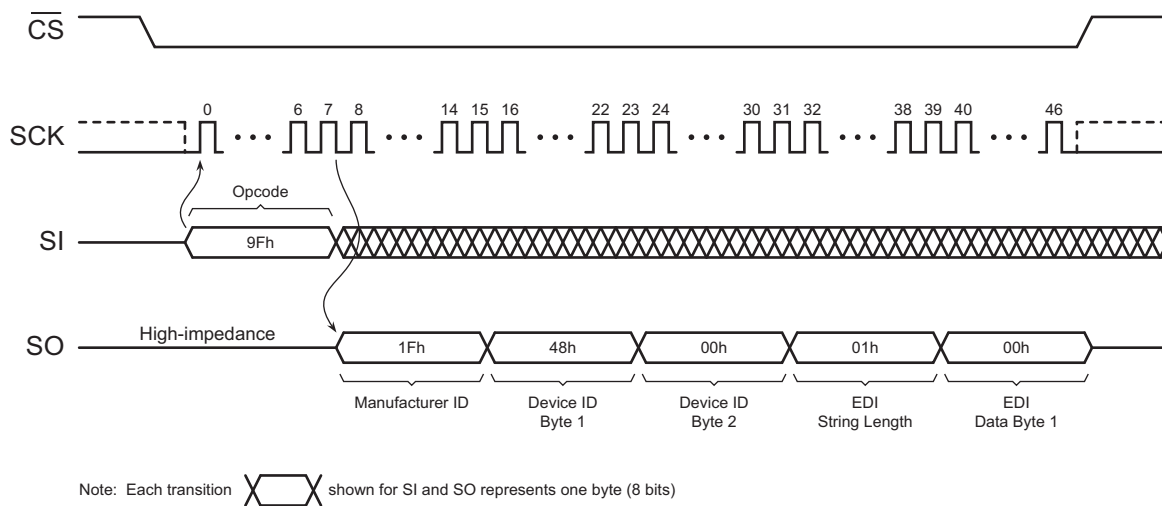 CS
SCK
0 6 7 8 14 15 16 22 23 24 30 31 32 38 39 40 46
Opcode
SI
9Fh
High-impedance
SO
1Fh 48h 00h 01h 00h
Manufacturer ID
Device ID
Byte 1
Device ID
Byte 2
EDI
String Length
EDI
Data Byte 1
Note: Each transition shown for SI and SO represents one byte (8 bits)